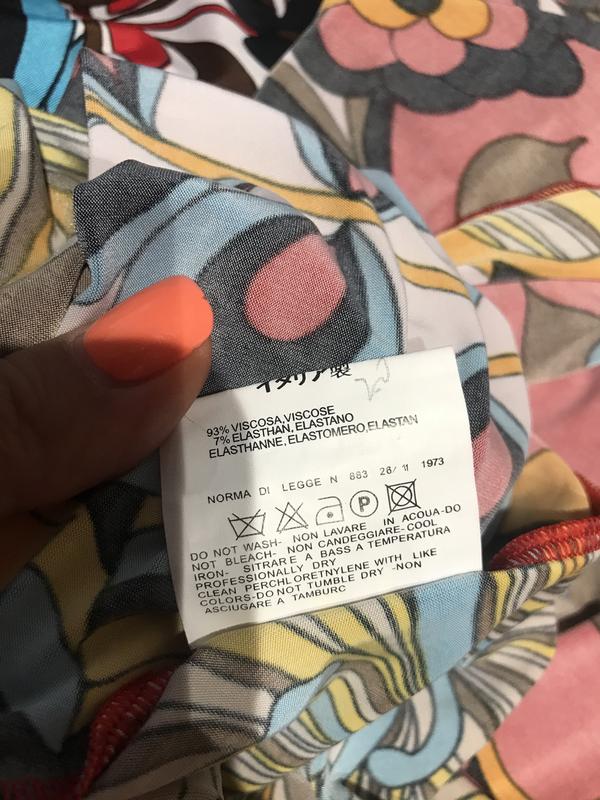 イタリア製
93% VISCOSA,VISCOSE
7% ELASTHAN, ELASTANO
ELASTHANNE, ELASTOMERO,ELASTAN
NORMA DI LEGGE N 883 26/ 11 1973
P
DO NOT WASH- NON LAVARE IN ACQUA-DO
NOT BLEACH- NON CANDEGGIARE-COOL
IRON- SITRARE A BASS A TEMPERATURA
PROFESSIONALLY DRY
CLEAN PERCHLORETNYLENE WITH LIKE
COLORS-DO NOT TUMBLE DRY -NON
ASCIUGARE A TAMBURC